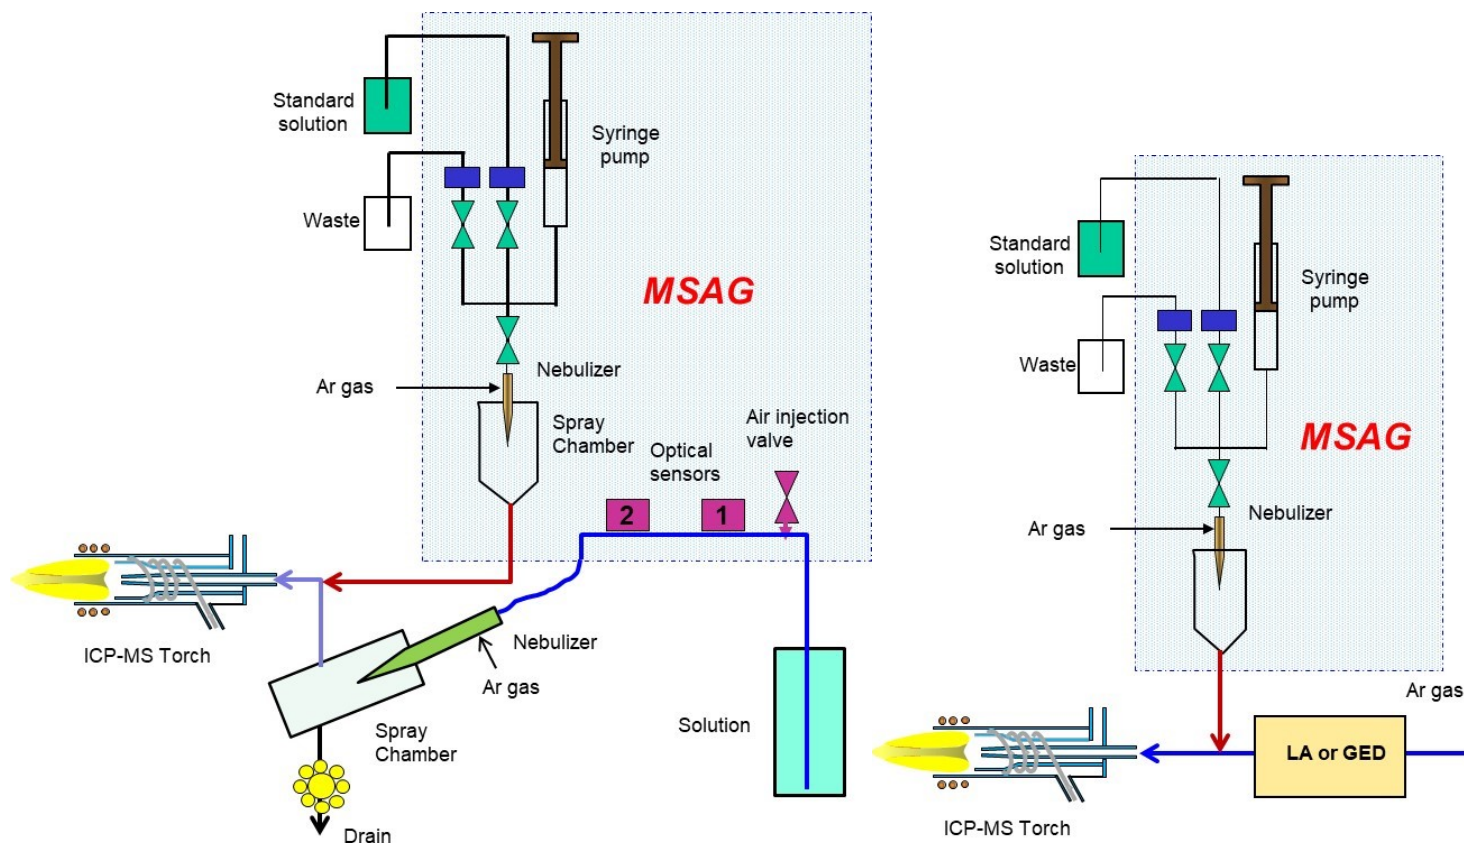 Standard
solution
Syringe
pump
Waste
MSAG
Nebulizer
Ar gas
Spray
Chamber
Air injection
valve
Optical
sensors
2
1
ICP-MS Torch
Nebulizer
Ar gas
Spray
Chamber
Solution
Drain
Standard
solution
Syringe
pump
Waste
MSAG
Nebulizer
Ar gas
Ar gas
LA or GED
ICP-MS Torch